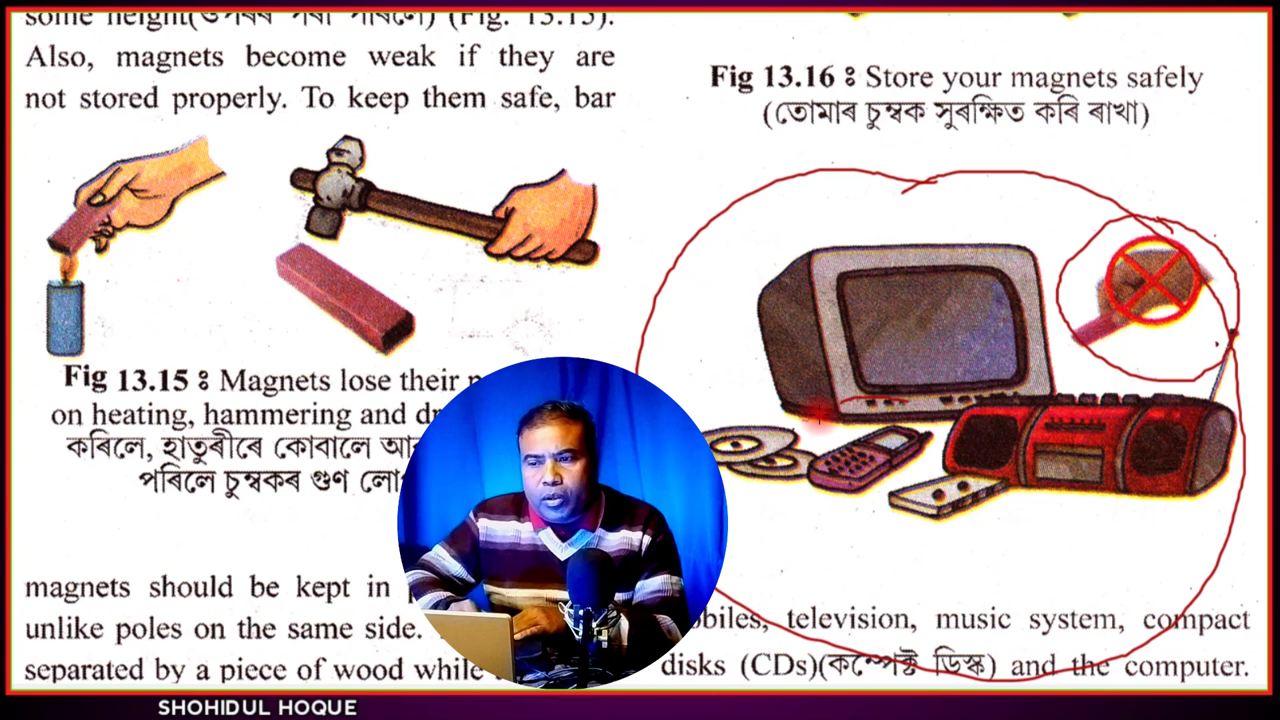 Also, magnets become weak if they are
not stored properly. To keep them safe, bar
Fig 13.15 : Magnets lose their
on heating, hammering and
কৰিলে, হাতুৰীৰে কোবালে
পৰিলে চুম্বকৰ গুণ
magnets should be kept in
unlike poles on the same side.
separated by a piece of wood while
Fig 13.16 : Store your magnets safely
(তোমাৰ চুম্বক সুৰক্ষিত কৰি ৰাখা)
television, music system, compact
disks (CDs)(কম্পেক্ট ডিস্ক) and the computer.
SHOHIDUL HOQUE